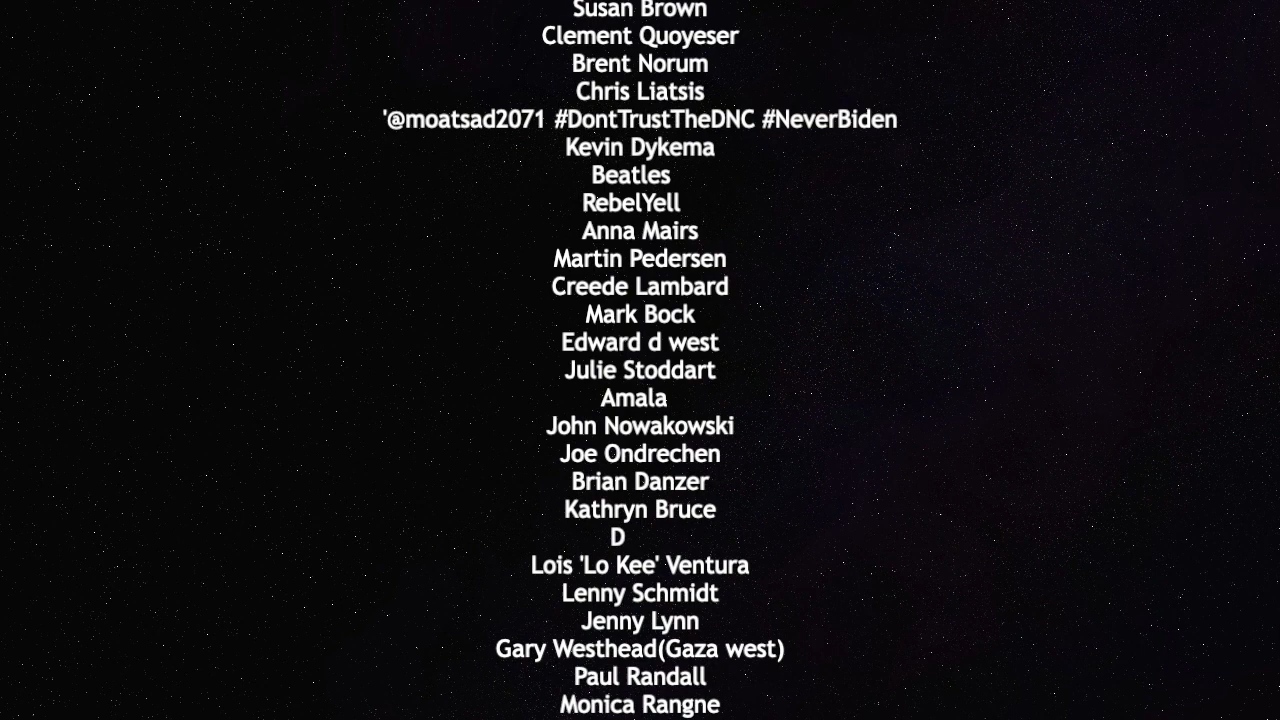 Susan Brown
Clement Quoyeser
Brent Norum
Chris Liatsis
'@moatsad2071 #DontTrustTheDNC #NeverBiden
Kevin Dykema
Beatles
RebelYell
Anna Mairs
Martin Pedersen
Creede Lambard
Mark Bock
Edward d west
Julie Stoddart
Amala
John Nowakowski
Joe Ondrechen
Brian Danzer
Kathryn Bruce
D
Lois 'Lo Kee' Ventura
Lenny Schmidt
Jenny Lynn
Gary Westhead(Gaza west)
Paul Randall
Monica Rangne